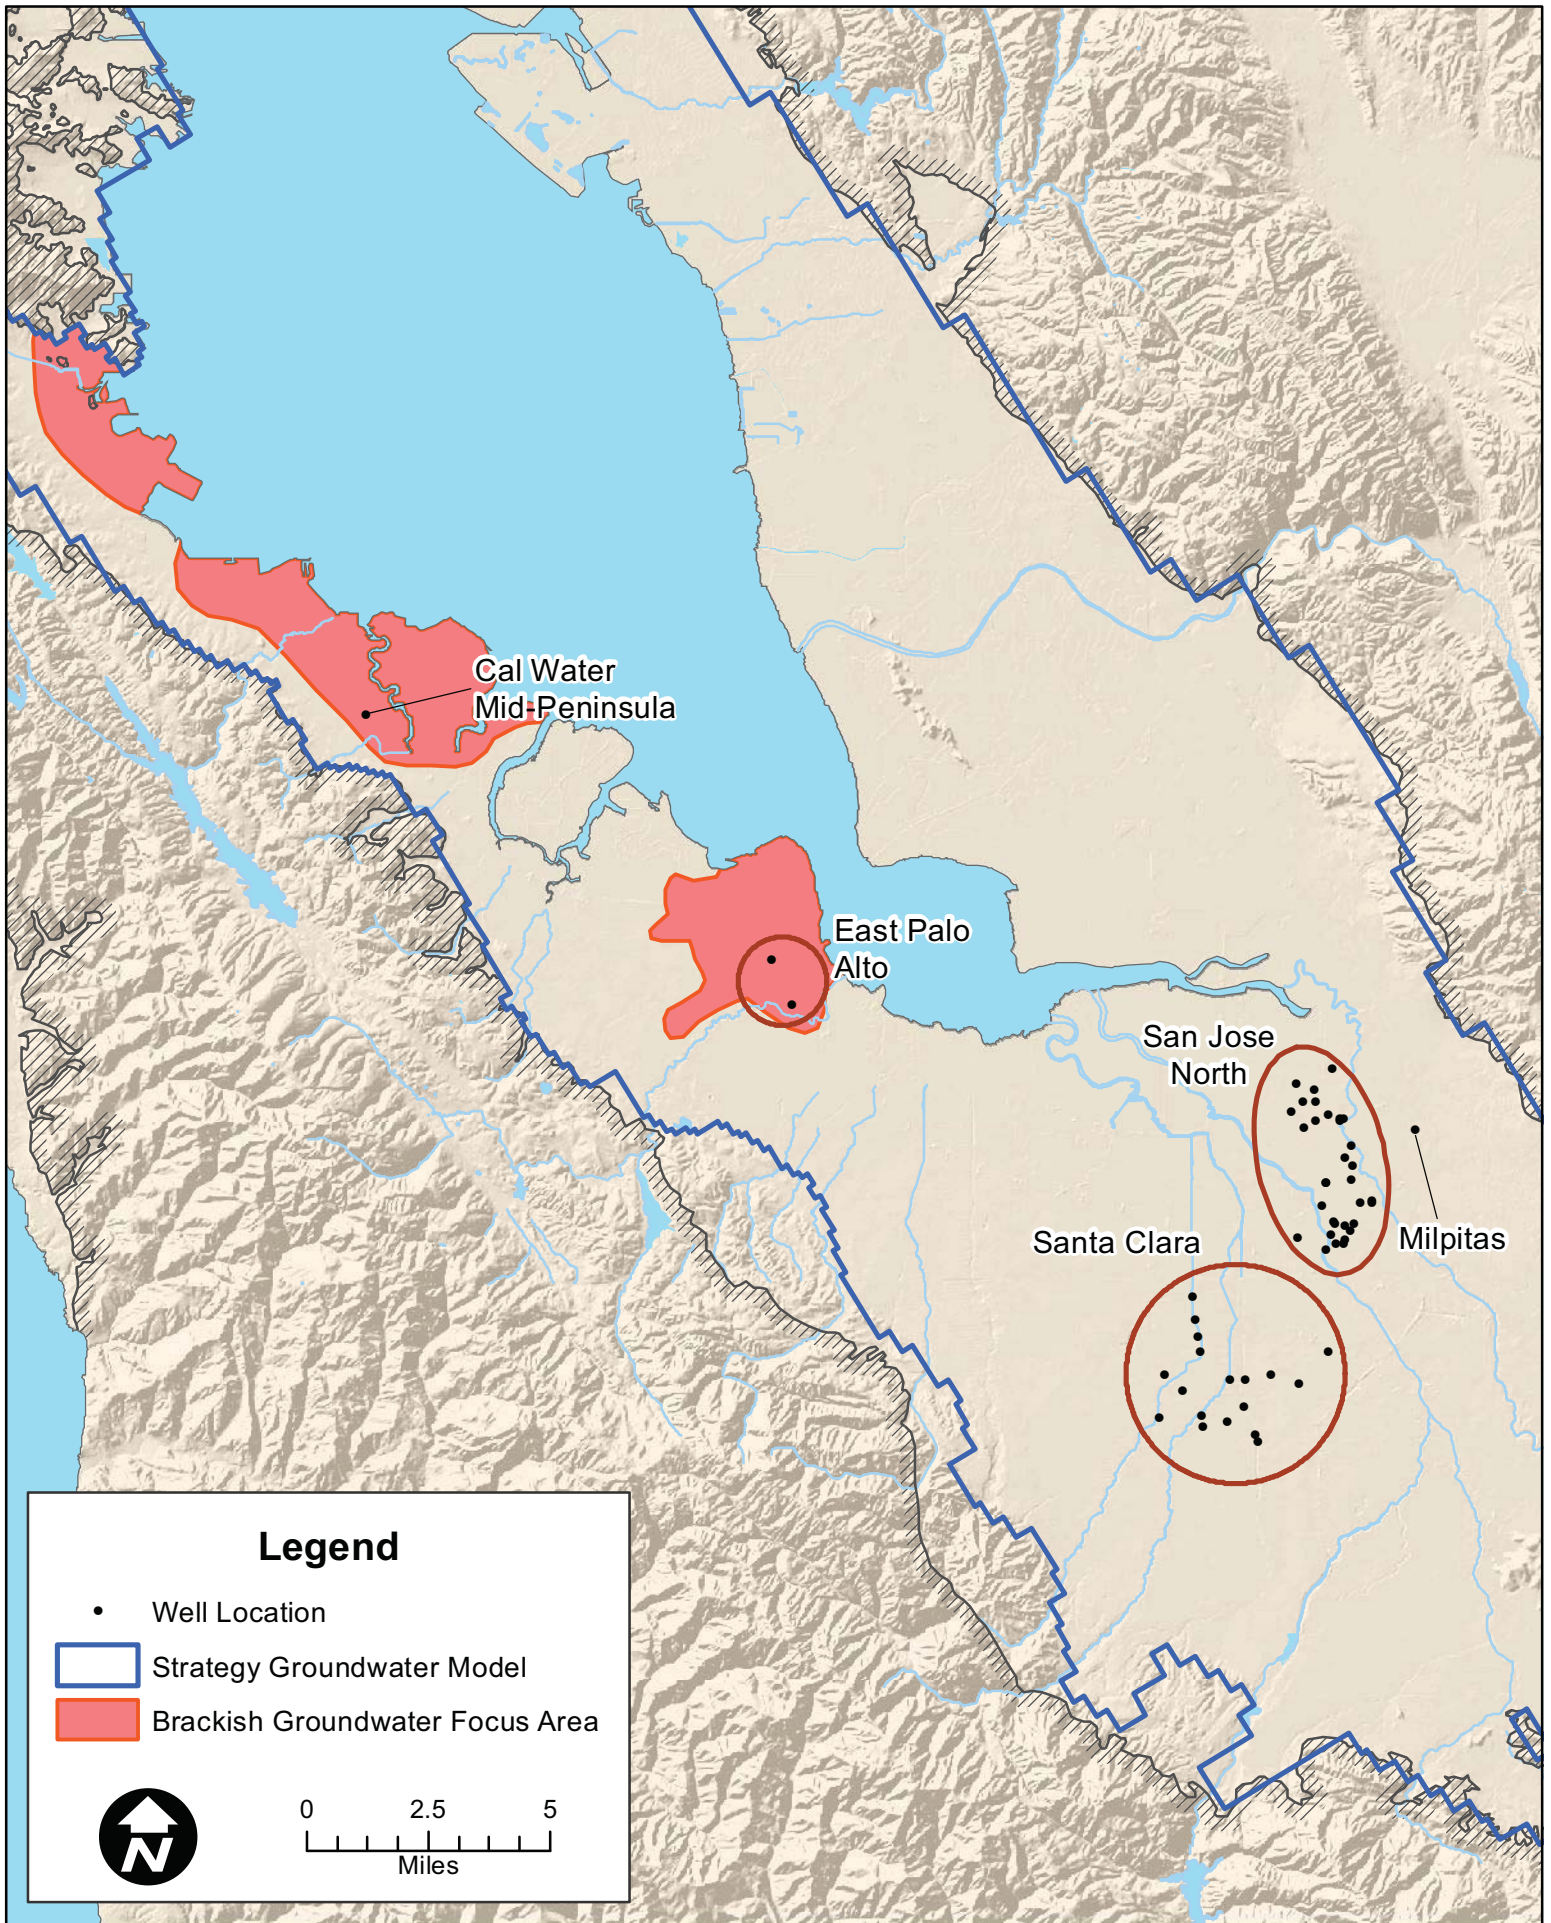 Cal Water
Mid-Peninsula
East Palo
Alto
San Jose
North
Milpitas
Santa Clara
Legend
Well Location
Strategy Groundwater Model
Brackish Groundwater Focus Area
N
0 2.5 5
Miles